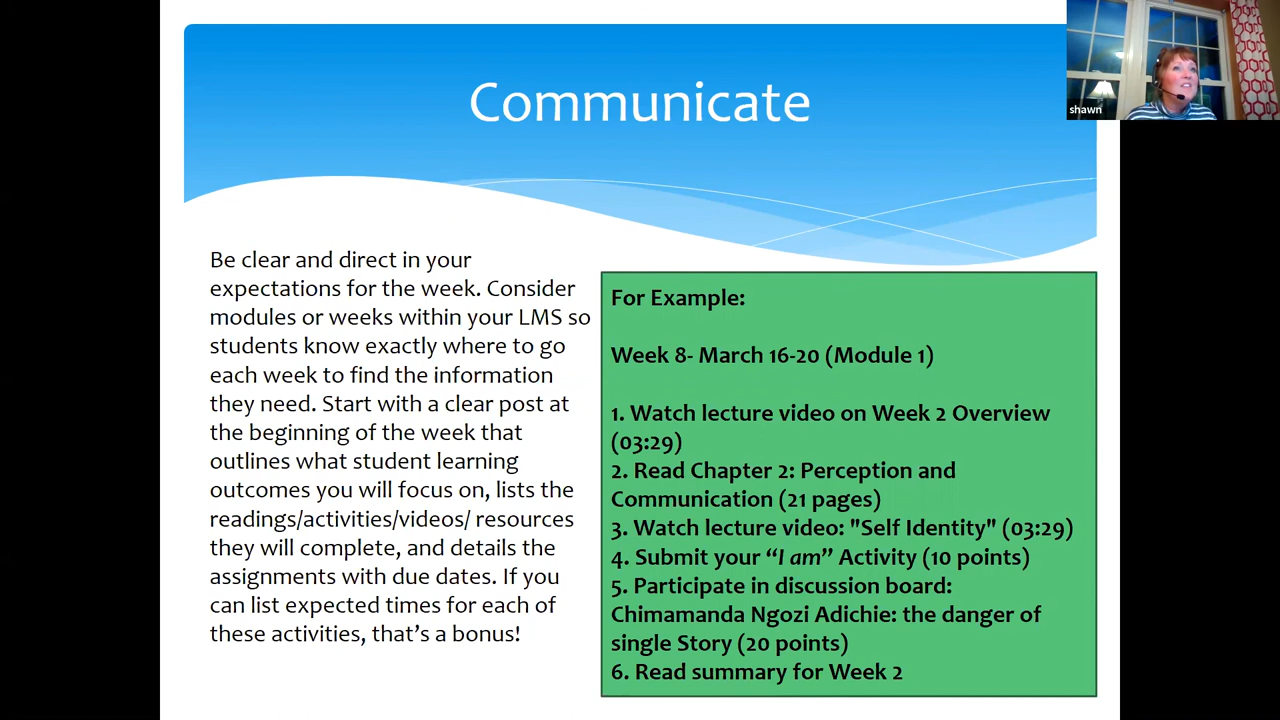 Communicate
shawn
Be clear and direct in your
expectations for the week. Consider
modules or weeks within your LMS so
students know exactly where to go
each week to find the information
they need. Start with a clear post at
the beginning of the week that
outlines what student learning
outcomes you will focus on, lists the
readings/activities/videos/ resources
they will complete, and details the
assignments with due dates. If you
can list expected times for each of
these activities, that’s a bonus!
For Example:
Week 8- March 16-20 (Module 1)
1. Watch lecture video on Week 2 Overview
(03:29)
2. Read Chapter 2: Perception and
Communication (21 pages)
3. Watch lecture video: "Self Identity" (03:29)
4. Submit your “I am” Activity (10 points)
5. Participate in discussion board:
Chimamanda Ngozi Adichie: the danger of
single Story (20 points)
6. Read summary for Week 2